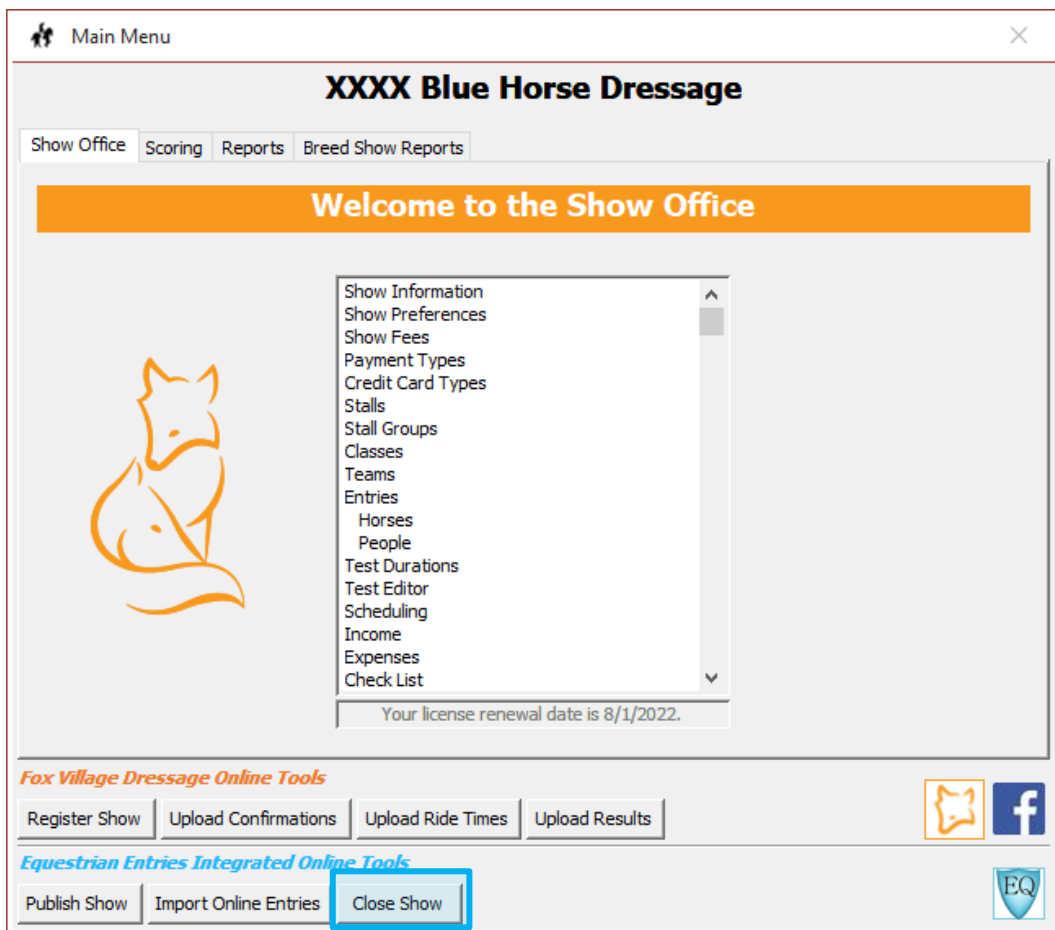 Main Menu
XXXX Blue Horse Dressage
Show Office Scoring Reports Breed Show Reports
Welcome to the Show Office
Show Information
Show Preferences
Show Fees
Payment Types
Credit Card Types
Stalls
Stall Groups
Classes
Teams
Entries
Horses
People
Test Durations
Test Editor
Scheduling
Income
Expenses
Check List
Your license renewal date is 8/1/2022.
Fox Village Dressage Online Tools
Register Show Upload Confirmations Upload Ride Times Upload Results
f
Equestrian Entries Integrated Online Tools
Publish Show Import Online Entries Close Show
EQ